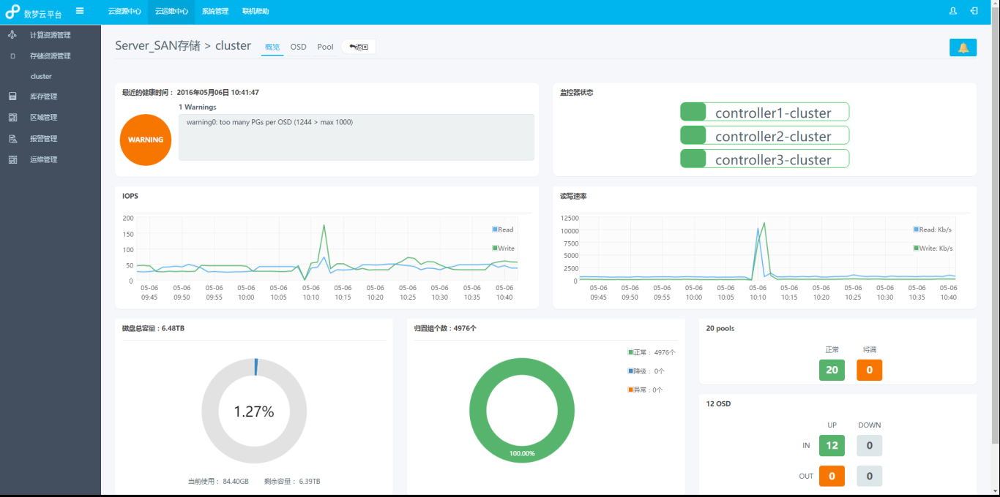 数梦云平台 云资源中心 云运维中心 系统管理 联机帮助
计算资源管理
存储资源管理
cluster
库存管理
区域管理
报警管理
运维管理
Server_SAN存储 > cluster 概览 OSD Pool 返回
最近的健康时间： 2016年05月06日 10:41:47
1 Warnings
WARNING
warning0: too many PGs per OSD (1244 > max 1000)
监控器状态
controller1-cluster
controller2-cluster
controller3-cluster
IOPS
200
150
100
50
0
Read
Write
05-06 05-06 05-06 05-06 05-06 05-06 05-06 05-06 05-06 05-06 05-06 05-06
09:45 09:50 09:55 10:00 10:05 10:10 10:15 10:20 10:25 10:30 10:35 10:40
读写速率
12500
10000
7500
5000
2500
0
Read: Kb/s
Write: Kb/s
05-06 05-06 05-06 05-06 05-06 05-06 05-06 05-06 05-06 05-06 05-06 05-06
09:45 09:50 09:55 10:00 10:05 10:10 10:15 10:20 10:25 10:30 10:35 10:40
磁盘总容量：6.48TB
1.27%
当前使用： 84.40GB 剩余容量： 6.39TB
归置组个数：4976个
正常： 4976个
降级： 0个
异常：0个
100.00%
20 pools
正常 将满
20 0
12 OSD
UP DOWN
IN 12 0
OUT 0 0